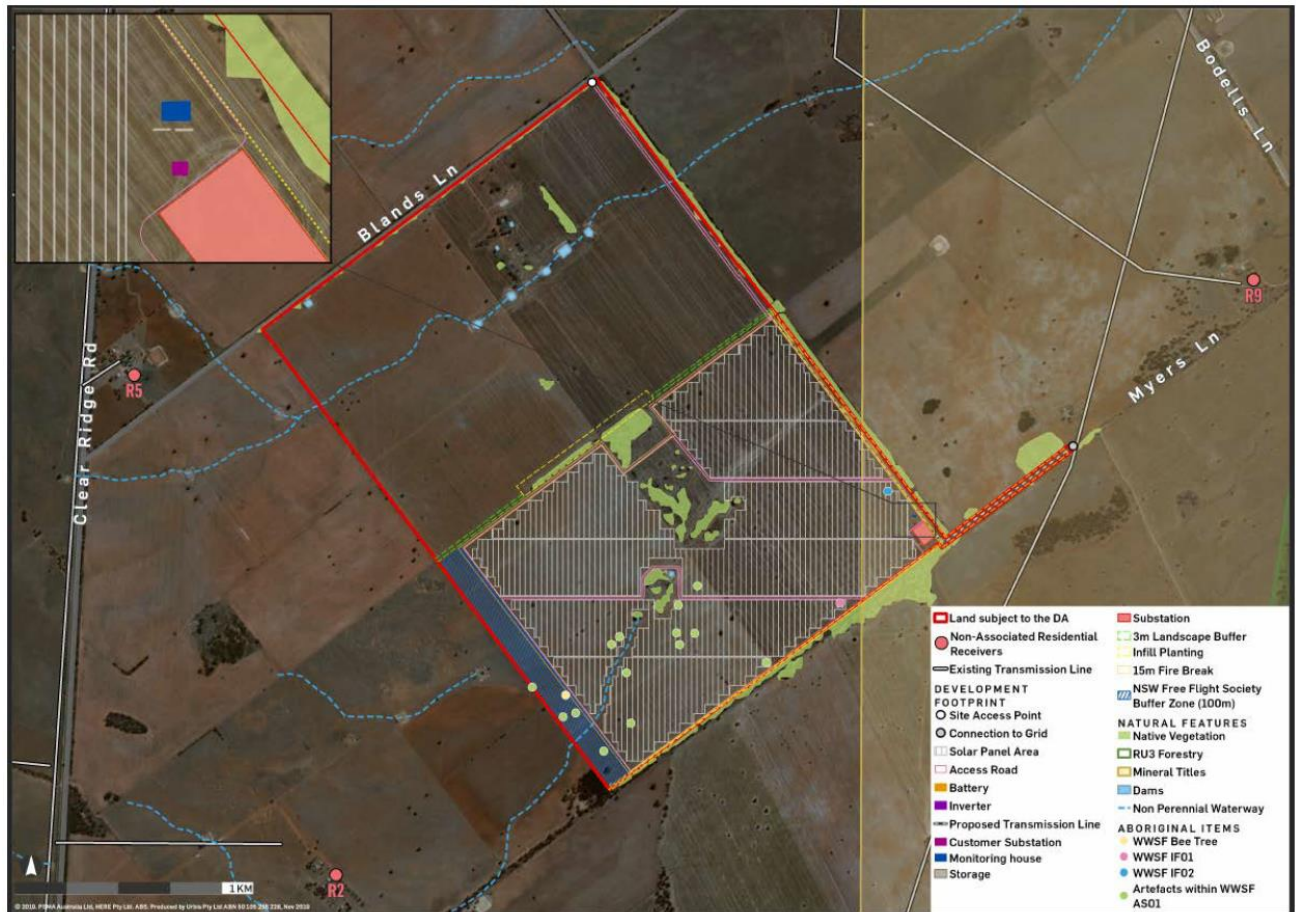 Bodells Ln
Blands Ln
R9
Clear Ridge Rd
R5
Myers Ln
R2
1 KM
Land subject to the DA
Non-Associated Residential
Receivers
Existing Transmission Line
DEVELOPMENT
FOOTPRINT
Site Access Point
Connection to Grid
Solar Panel Area
Access Road
Battery
Inverter
Proposed Transmission Line
Customer Substation
Monitoring house
Storage
Substation
3m Landscape Buffer
Infill Planting
15m Fire Break
NSW Free Flight Society
Buffer Zone (100m)
NATURAL FEATURES
Native Vegetation
RU3 Forestry
Mineral Titles
Dams
Non Perennial Waterway
ABORIGINAL ITEMS
WWSF Bee Tree
WWSF IF01
WWSF IF02
Artefacts within WWSF
AS01